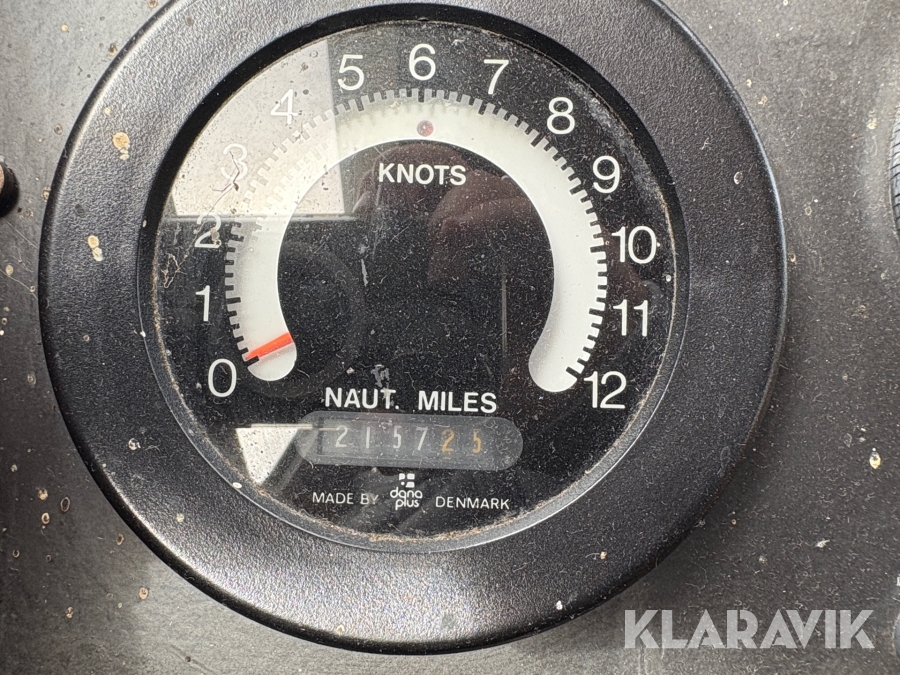 0 1 2 3 4 5 6 7 8 9 10 11 12
KNOTS
NAUT. MILES
215725
MADE BY dana plus DENMARK
KLARAVIK